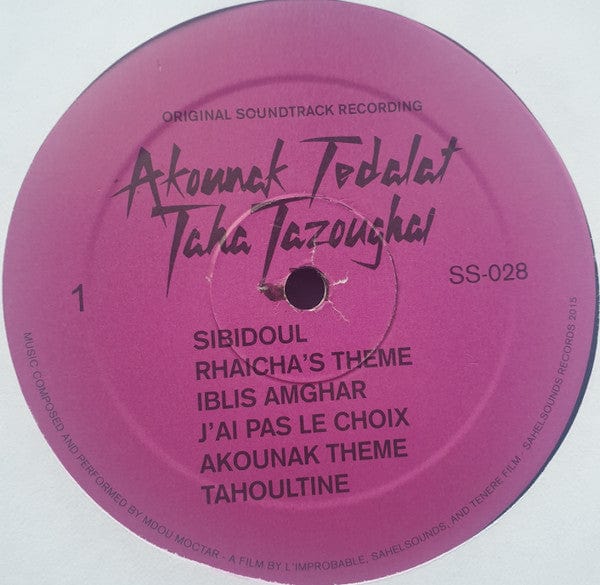 ORIGINAL SOUNDTRACK RECORDING
Akounak Tedalat
Taha Tazoughai
1
SS-028
SIBIDOUL
RHAICHA'S THEME
IBLIS AMGHAR
J'AI PAS LE CHOIX
AKOUNAK THEME
TAHOULTINE
MUSIC COMPOSED AND PERFORMED BY MDOU MOCTAR - A FILM BY L'IMPROBABLE, SAHELSOUNDS, AND TENERE FILM SAHELSOUNDS RECORDS 2015